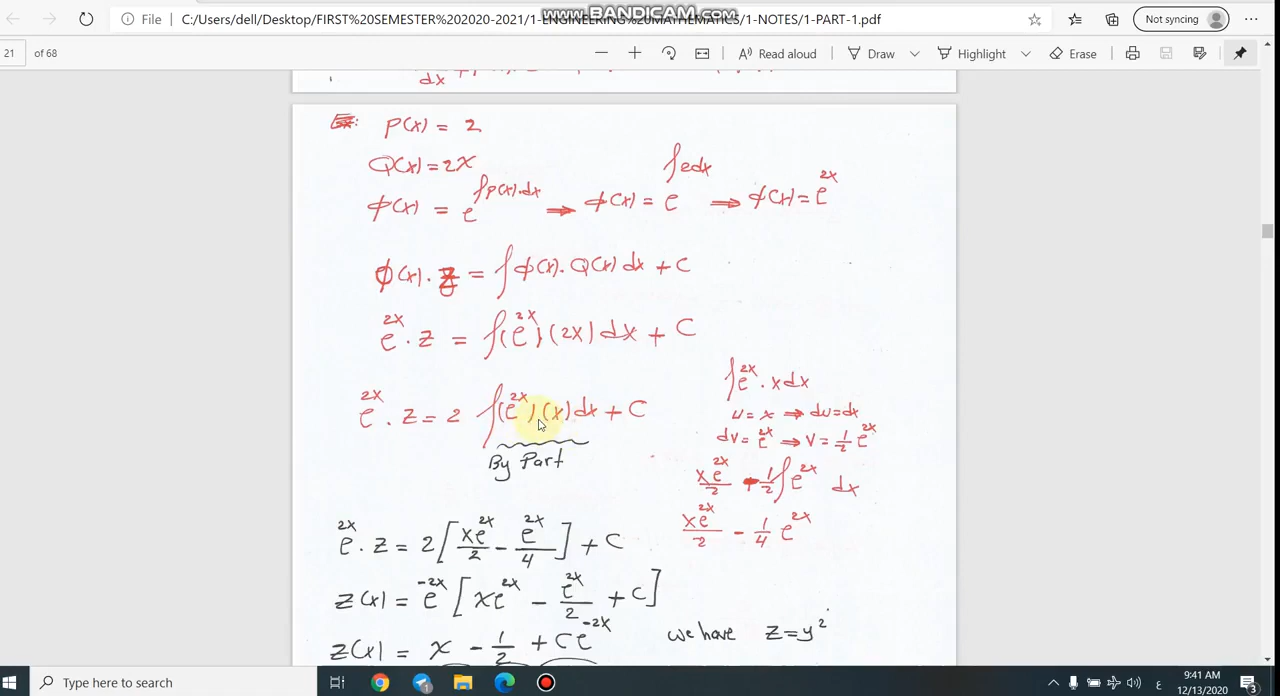 www.BANDICAM.com
File C:/Users/dell/Desktop/FIRST%20SEMESTER%202020-2021/1-ENGINEERING%20MATHEMATICS/1-NOTES/1-PART-1.pdf Not syncing
21 of 68 Read aloud Draw Highlight Erase
dx
Ex: P(x) = 2
Q(x) = 2x
ϕ(x) = e^∫p(x).dx ⇒ ϕ(x) = e^∫2dx ⇒ ϕ(x) = e^2x
ϕ(x). z = ∫ϕ(x). Q(x) dx + C
e^2x . z = ∫(e^2x)(2x) dx + C
e^2x . z = 2 ∫(e^2x)(x) dx + C
By Part
∫e^2x . x dx
u = x ⇒ du = dx
dv = e^2x ⇒ v = 1/2 e^2x
xe^2x/2 - 1/2 ∫e^2x dx
xe^2x/2 - 1/4 e^2x
e^2x . z = 2[xe^2x/2 - e^2x/4] + C
z(x) = e^-2x [xe^2x - e^2x/2 + C]
z(x) = x - 1/2 + Ce^-2x
we have z = y^2
Type here to search
9:41 AM
12/13/2020
ع
3